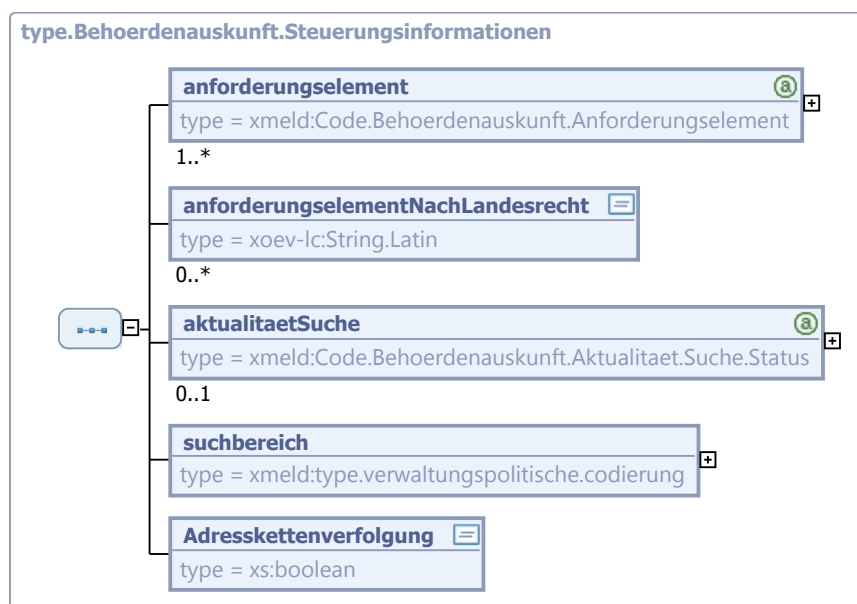 type.Behoerdenauskunft.Steuerungsinformationen
anforderungselement
type = xmeld:Code.Behoerdenauskunft.Anforderungselement
1..*
anforderungselementNachLandesrecht
type = xoev-lc:String.Latin
0..*
aktualitaetSuche
type = xmeld:Code.Behoerdenauskunft.Aktualitaet.Suche.Status
0..1
suchbereich
type = xmeld:type.verwaltungspolitische.codierung
Adresskettenverfolgung
type = xs:boolean